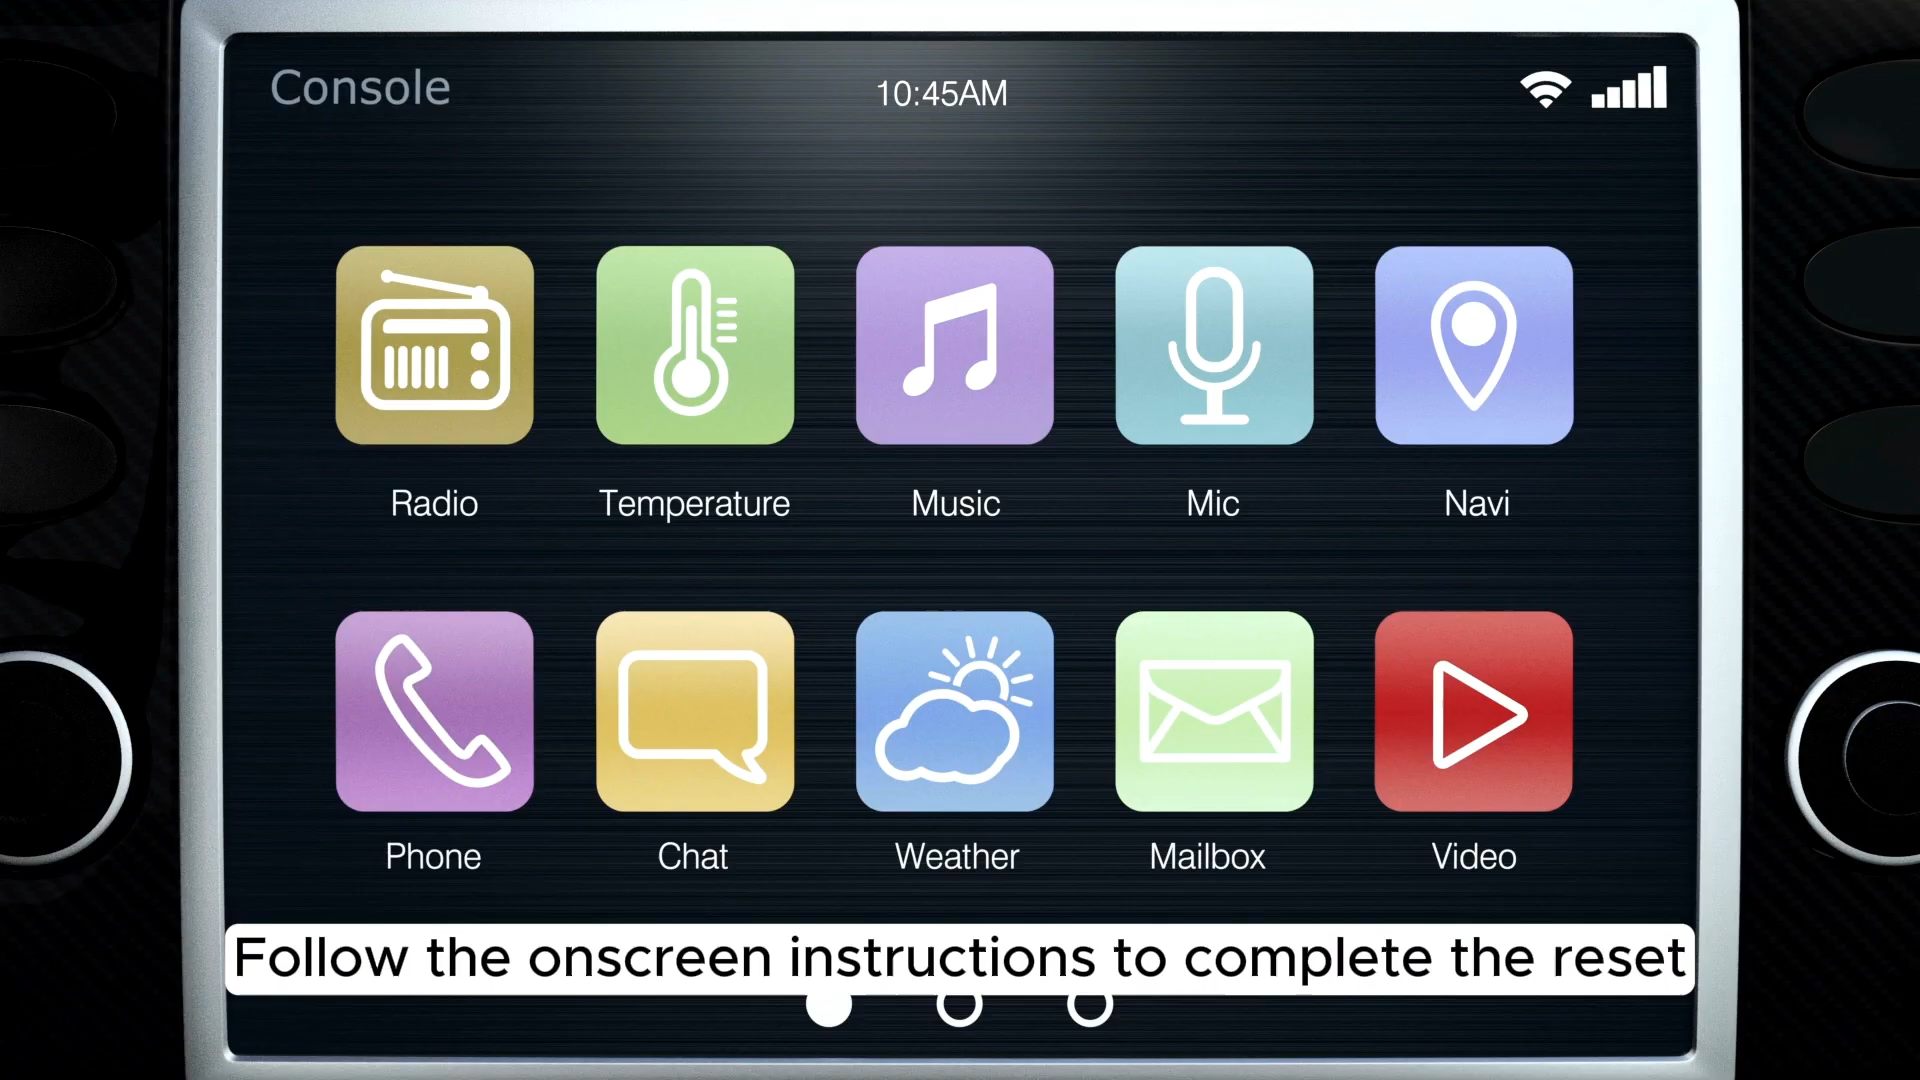 Console
10:45AM
Radio
Temperature
Music
Mic
Navi
Phone
Chat
Weather
Mailbox
Video
Follow the onscreen instructions to complete the reset